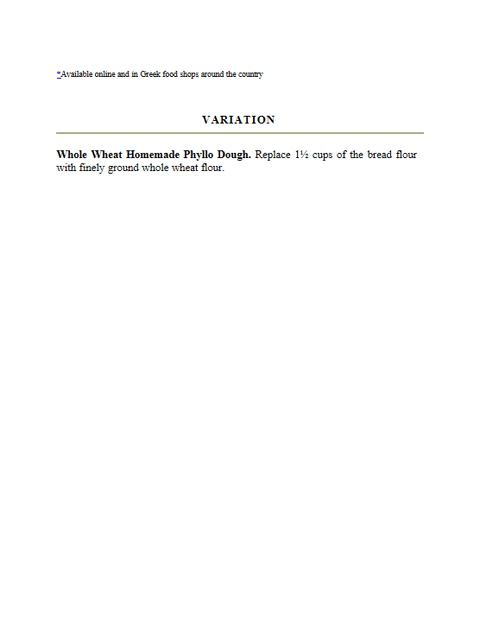 *Available online and in Greek food shops around the country
VARIATION
Whole Wheat Homemade Phyllo Dough. Replace 1½ cups of the bread flour
with finely ground whole wheat flour.